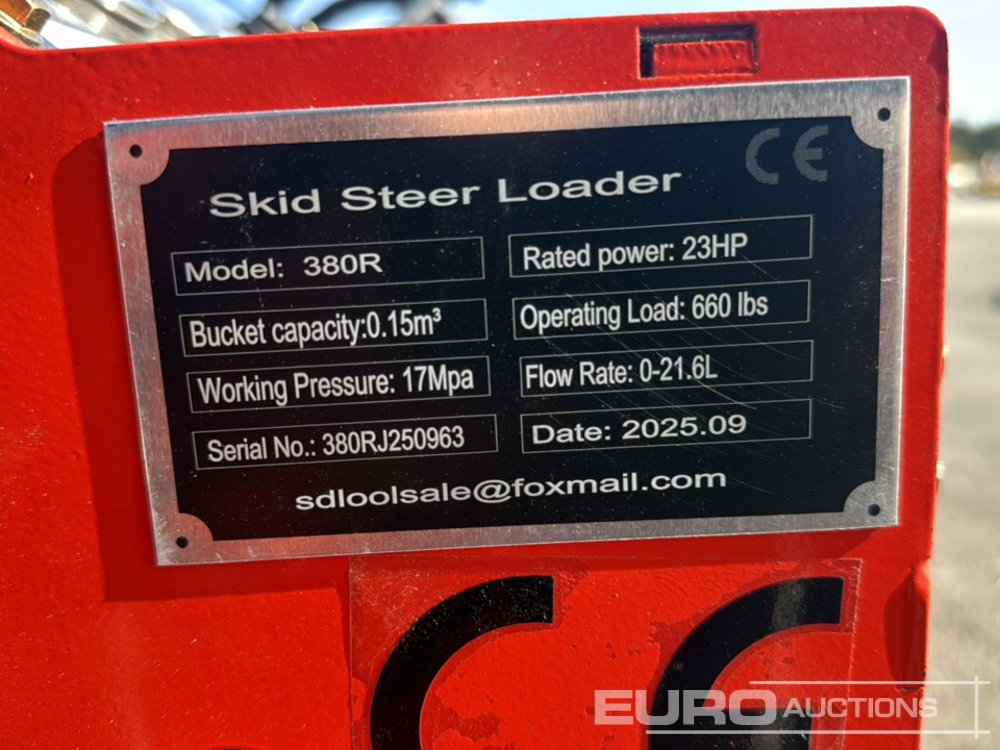 CE
Skid Steer Loader
Model: 380R
Rated power: 23HP
Bucket capacity:0.15m³
Operating Load: 660 lbs
Working Pressure: 17Mpa
Flow Rate: 0-21.6L
Serial No.: 380RJ250963
Date: 2025.09
sdloolsale@foxmail.com
CE
EURO AUCTIONS